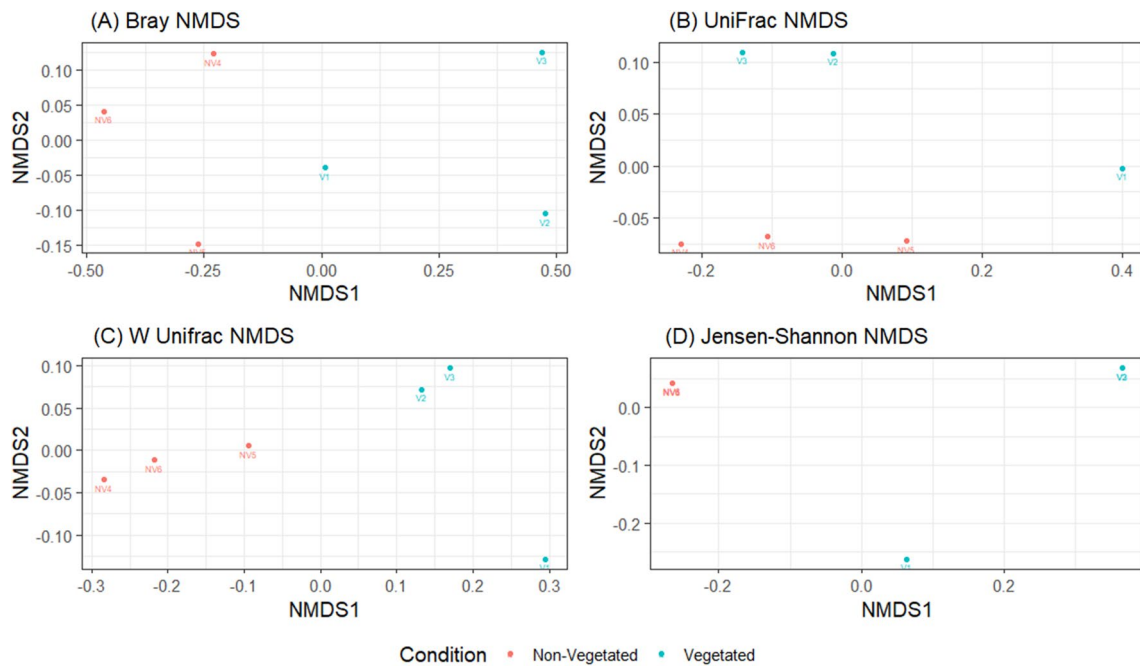 (A) Bray NMDS
NMDS2
0.10
0.05
0.00
-0.05
-0.10
-0.15
NV4
V3
NV6
V1
V2
NV5
-0.50
-0.25
0.00
0.25
0.50
NMDS1
(B) UniFrac NMDS
NMDS2
0.10
0.05
0.00
-0.05
V3
V2
V1
NV4
NV6
NV5
-0.2
0.0
0.2
0.4
NMDS1
(C) W Unifrac NMDS
NMDS2
0.10
0.05
0.00
-0.05
-0.10
V3
V2
NV5
NV6
NV4
V1
-0.3
-0.2
-0.1
0.0
0.1
0.2
0.3
NMDS1
(D) Jensen-Shannon NMDS
NMDS2
0.0
-0.1
-0.2
V1
-0.2
0.0
0.2
NMDS1
Condition
Non-Vegetated
Vegetated